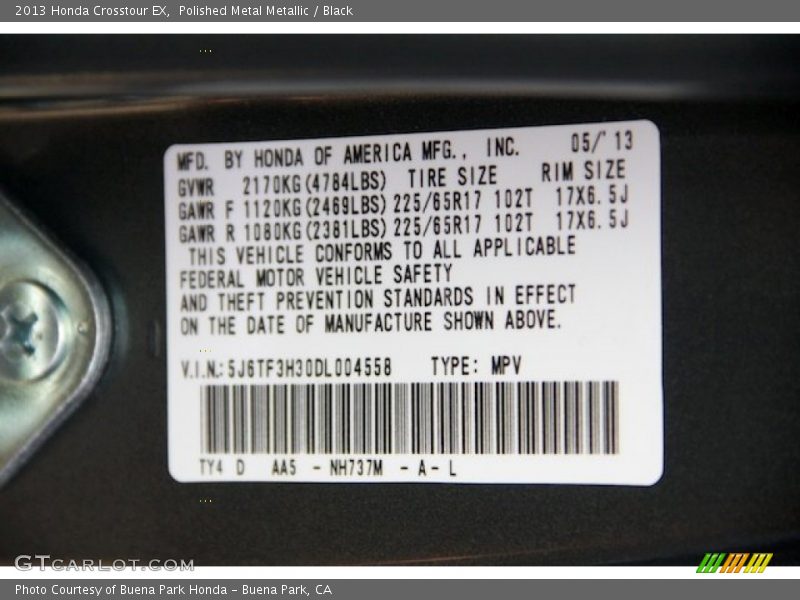 2013 Honda Crosstour EX, Polished Metal Metallic / Black
MFD. BY HONDA OF AMERICA MFG., INC. 05/'13
GVWR 2170KG(4784LBS) TIRE SIZE RIM SIZE
GAWR F 1120KG(2469LBS) 225/65R17 102T 17X6.5J
GAWR R 1080KG(2381LBS) 225/65R17 102T 17X6.5J
THIS VEHICLE CONFORMS TO ALL APPLICABLE
FEDERAL MOTOR VEHICLE SAFETY
AND THEFT PREVENTION STANDARDS IN EFFECT
ON THE DATE OF MANUFACTURE SHOWN ABOVE.
V.I.N.: 5J6TF3H30DL004558 TYPE: MPV
TY4 D AA5 - NH737M - A - L
GTCARLOT.COM
Photo Courtesy of Buena Park Honda - Buena Park, CA